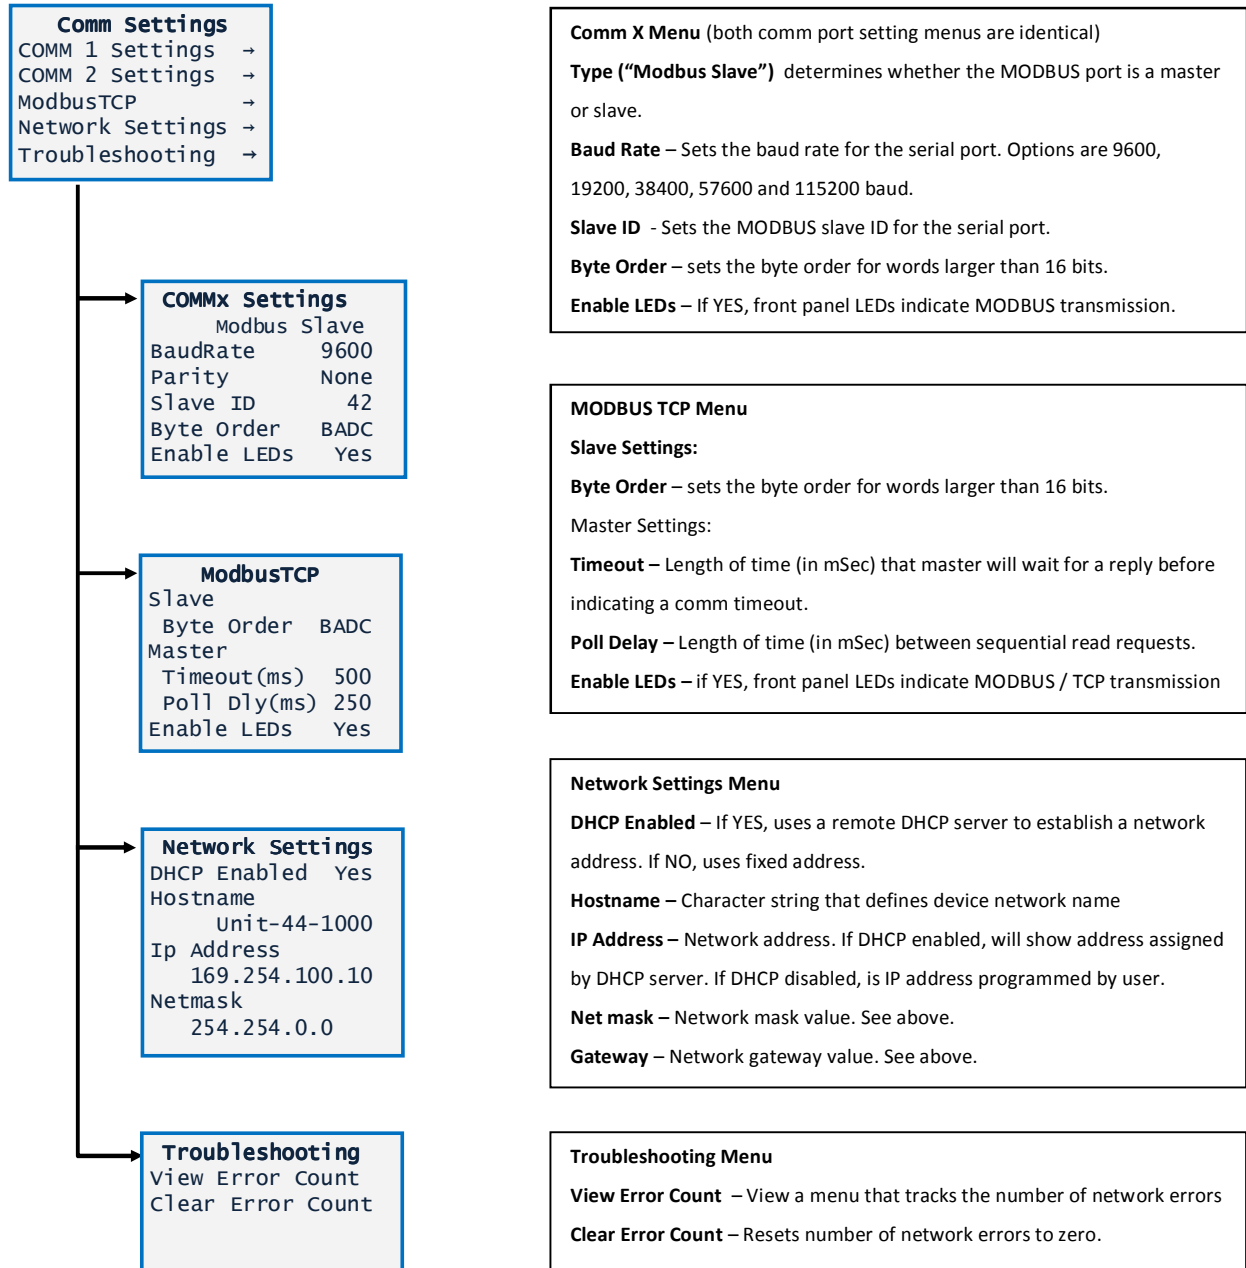 Comm Settings
COMM 1 Settings →
COMM 2 Settings →
ModbusTCP →
Network Settings →
Troubleshooting →
COMMx Settings
Modbus Slave
BaudRate 9600
Parity None
Slave ID 42
Byte Order BADC
Enable LEDs Yes
ModbusTCP
Slave
Byte Order BADC
Master
Timeout(ms) 500
Poll Dly(ms) 250
Enable LEDs Yes
Network Settings
DHCP Enabled Yes
Hostname
Unit-44-1000
Ip Address
169.254.100.10
Netmask
254.254.0.0
Troubleshooting
View Error Count
Clear Error Count
Comm X Menu (both comm port setting menus are identical)
Type (“Modbus Slave”) determines whether the MODBUS port is a master
or slave.
Baud Rate – Sets the baud rate for the serial port. Options are 9600,
19200, 38400, 57600 and 115200 baud.
Slave ID - Sets the MODBUS slave ID for the serial port.
Byte Order – sets the byte order for words larger than 16 bits.
Enable LEDs – If YES, front panel LEDs indicate MODBUS transmission.
MODBUS TCP Menu
Slave Settings:
Byte Order – sets the byte order for words larger than 16 bits.
Master Settings:
Timeout – Length of time (in mSec) that master will wait for a reply before
indicating a comm timeout.
Poll Delay – Length of time (in mSec) between sequential read requests.
Enable LEDs – if YES, front panel LEDs indicate MODBUS / TCP transmission
Network Settings Menu
DHCP Enabled – If YES, uses a remote DHCP server to establish a network
address. If NO, uses fixed address.
Hostname – Character string that defines device network name
IP Address – Network address. If DHCP enabled, will show address assigned
by DHCP server. If DHCP disabled, is IP address programmed by user.
Net mask – Network mask value. See above.
Gateway – Network gateway value. See above.
Troubleshooting Menu
View Error Count – View a menu that tracks the number of network errors
Clear Error Count – Resets number of network errors to zero.